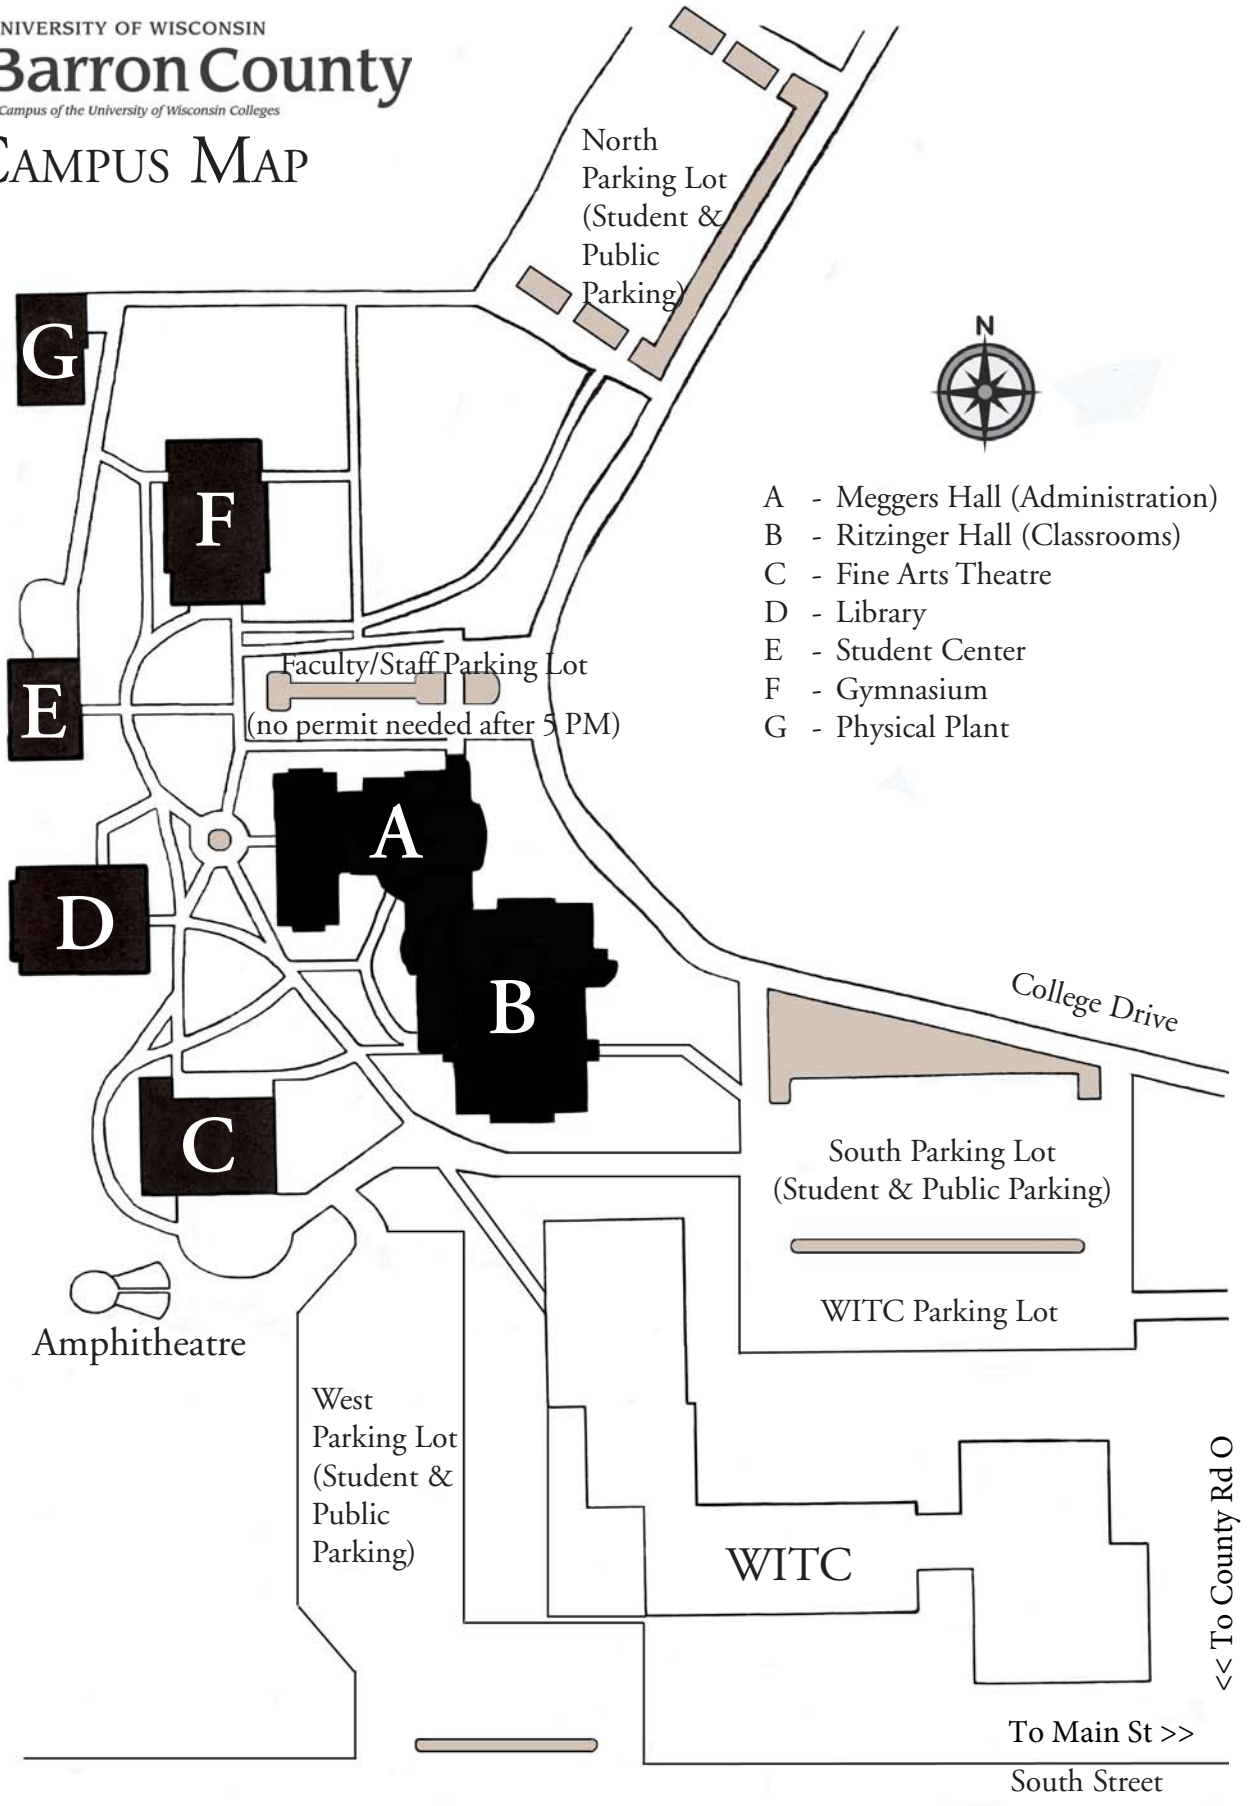 NIVERSITY OF WISCONSIN
Barron County
Campus of the University of Wisconsin Colleges
CAMPUS MAP
North
Parking Lot
(Student &
Public
Parking)
G
N
F
A - Meggers Hall (Administration)
B - Ritzinger Hall (Classrooms)
C - Fine Arts Theatre
D - Library
E - Student Center
F - Gymnasium
G - Physical Plant
Faculty/Staff Parking Lot
(no permit needed after 5 PM)
E
A
D
B
College Drive
C
South Parking Lot
(Student & Public Parking)
WITC Parking Lot
Amphitheatre
West
Parking Lot
(Student &
Public
Parking)
WITC
<< To County Rd O
To Main St >>
South Street